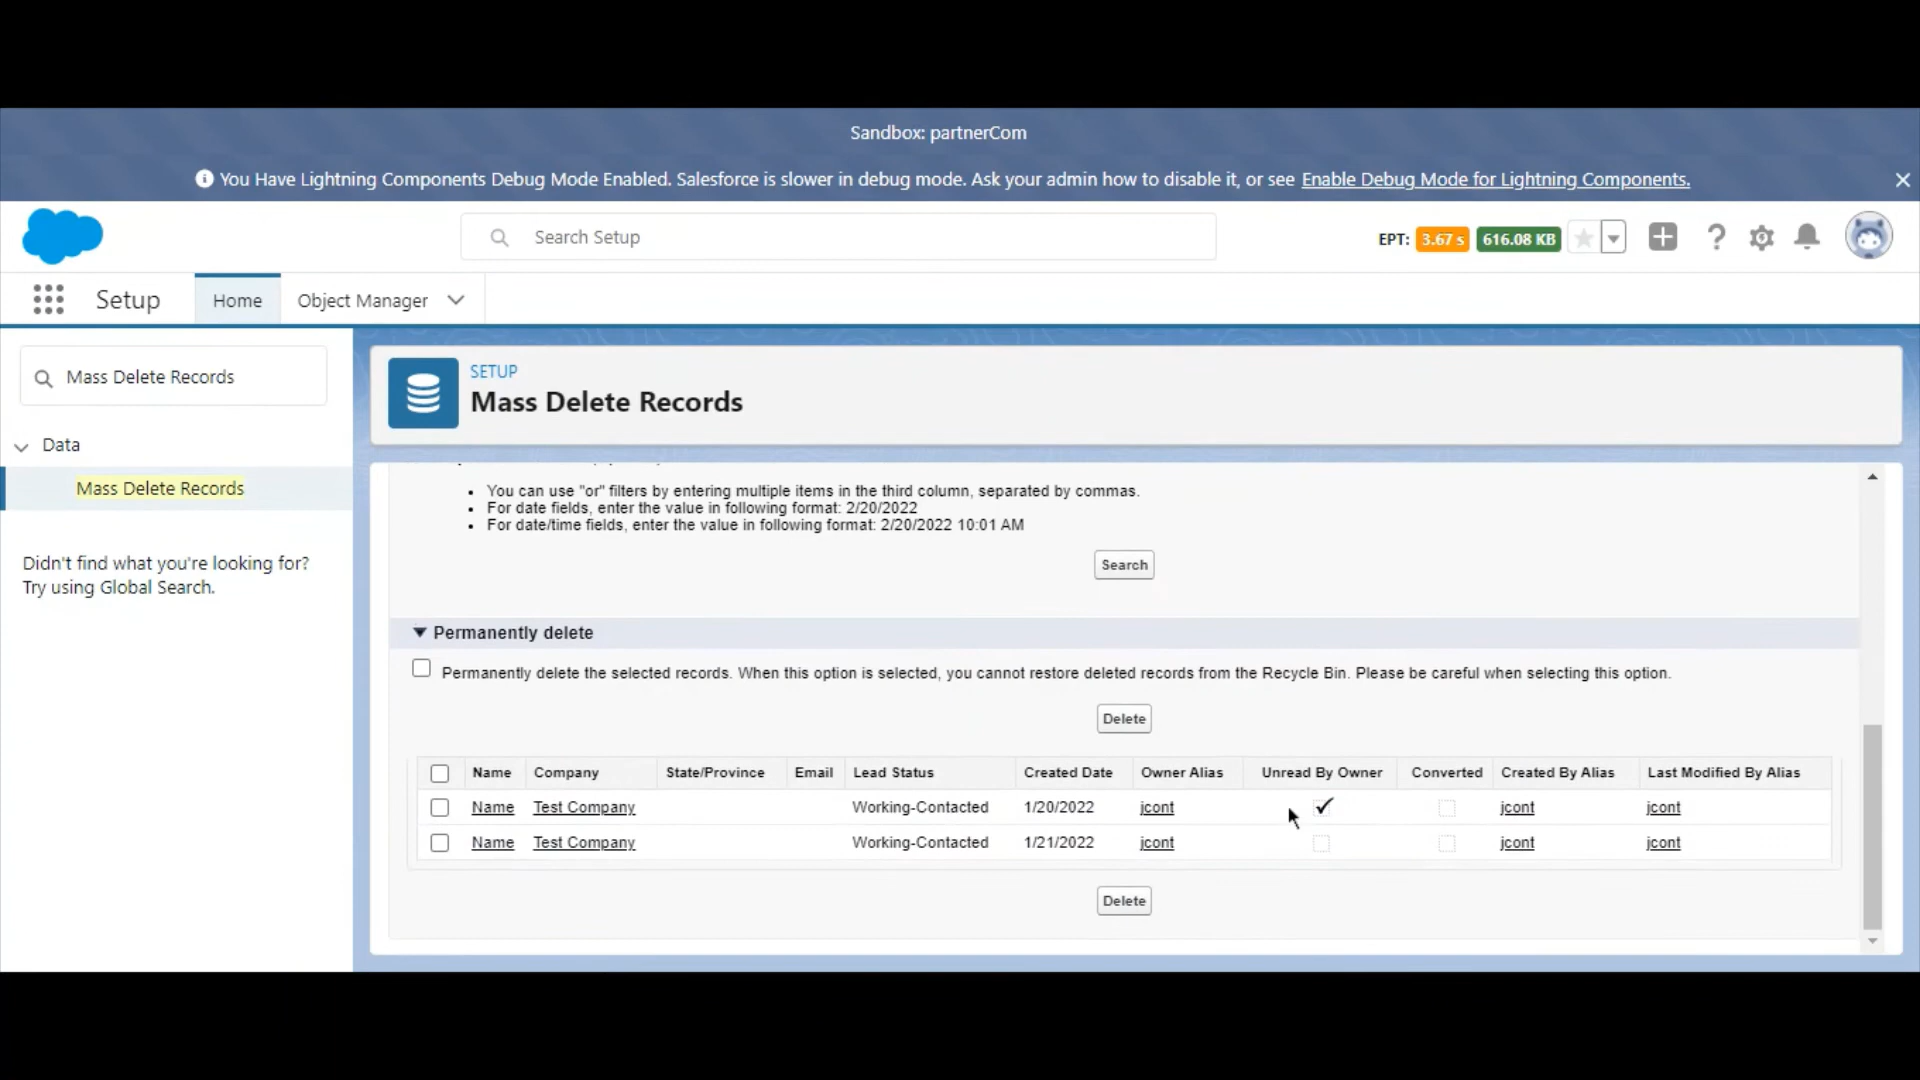 Sandbox: partnerCom
You Have Lightning Components Debug Mode Enabled. Salesforce is slower in debug mode. Ask your admin how to disable it, or see Enable Debug Mode for Lightning Components.
Search Setup
EPT: 3.67 s 616.08 KB
Setup Home Object Manager
Mass Delete Records
Data
Mass Delete Records
Didn't find what you're looking for?
Try using Global Search.
SETUP
Mass Delete Records
You can use "or" filters by entering multiple items in the third column, separated by commas.
For date fields, enter the value in following format: 2/20/2022
For date/time fields, enter the value in following format: 2/20/2022 10:01 AM
Search
Permanently delete
Permanently delete the selected records. When this option is selected, you cannot restore deleted records from the Recycle Bin. Please be careful when selecting this option.
Delete
Name Company State/Province Email Lead Status Created Date Owner Alias Unread By Owner Converted Created By Alias Last Modified By Alias
Name Test Company Working-Contacted 1/20/2022 jcont jcont jcont
Name Test Company Working-Contacted 1/21/2022 jcont jcont jcont
Delete